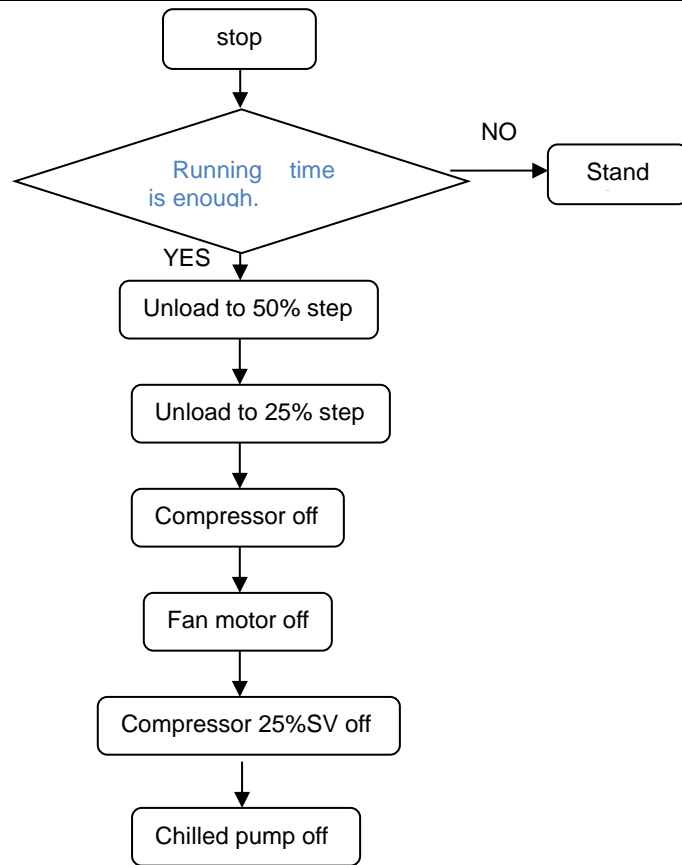 stop
NO
Running time
is enough.
Stand
YES
Unload to 50% step
Unload to 25% step
Compressor off
Fan motor off
Compressor 25%SV off
Chilled pump off